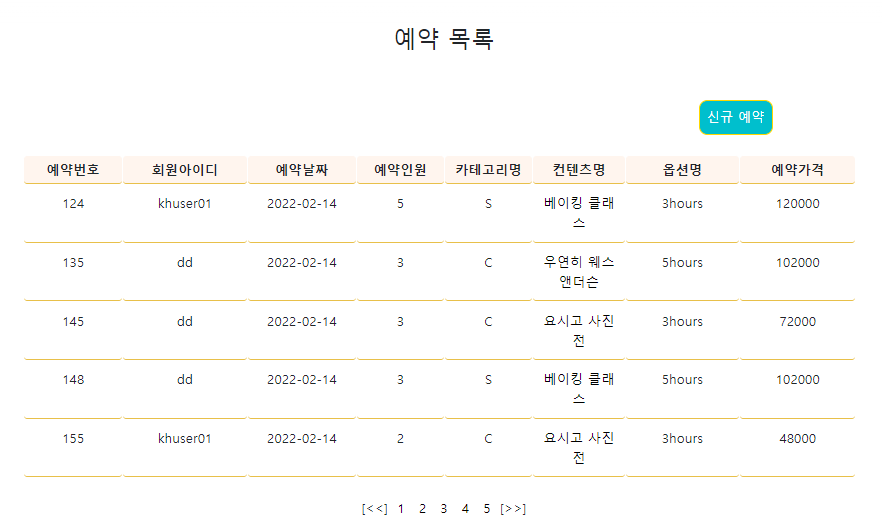 예약 목록
신규 예약
예약번호 회원아이디 예약날짜 예약인원 카테고리명 컨텐츠명 옵션명 예약가격
124 khuser01 2022-02-14 5 S 베이킹 클래 3hours 120000
스
135 dd 2022-02-14 3 C 우연히 웨스 5hours 102000
앤더슨
145 dd 2022-02-14 3 C 요시고 사진 3hours 72000
전
148 dd 2022-02-14 3 S 베이킹 클래 5hours 102000
스
155 khuser01 2022-02-14 2 C 요시고 사진 3hours 48000
전
[<<] 1 2 3 4 5 [>>]